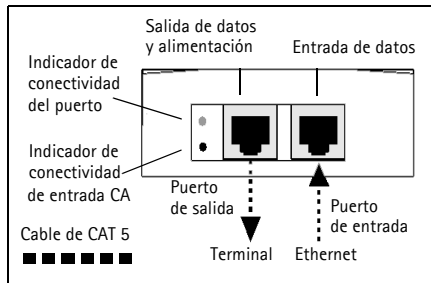 Salida de datos
y alimentación
Entrada de datos
Indicador de
conectividad
del puerto
Indicador de
conectividad
de entrada CA
Puerto
de salida
Puerto
de entrada
Cable de CAT 5
Terminal
Ethernet